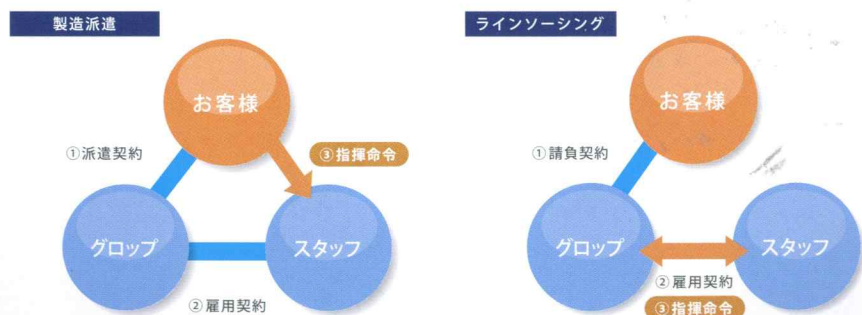 製造派遣
お客様
①派遣契約
③指揮命令
グロップ
スタッフ
②雇用契約
ラインソーシング
お客様
①請負契約
グロップ
スタッフ
②雇用契約
③指揮命令